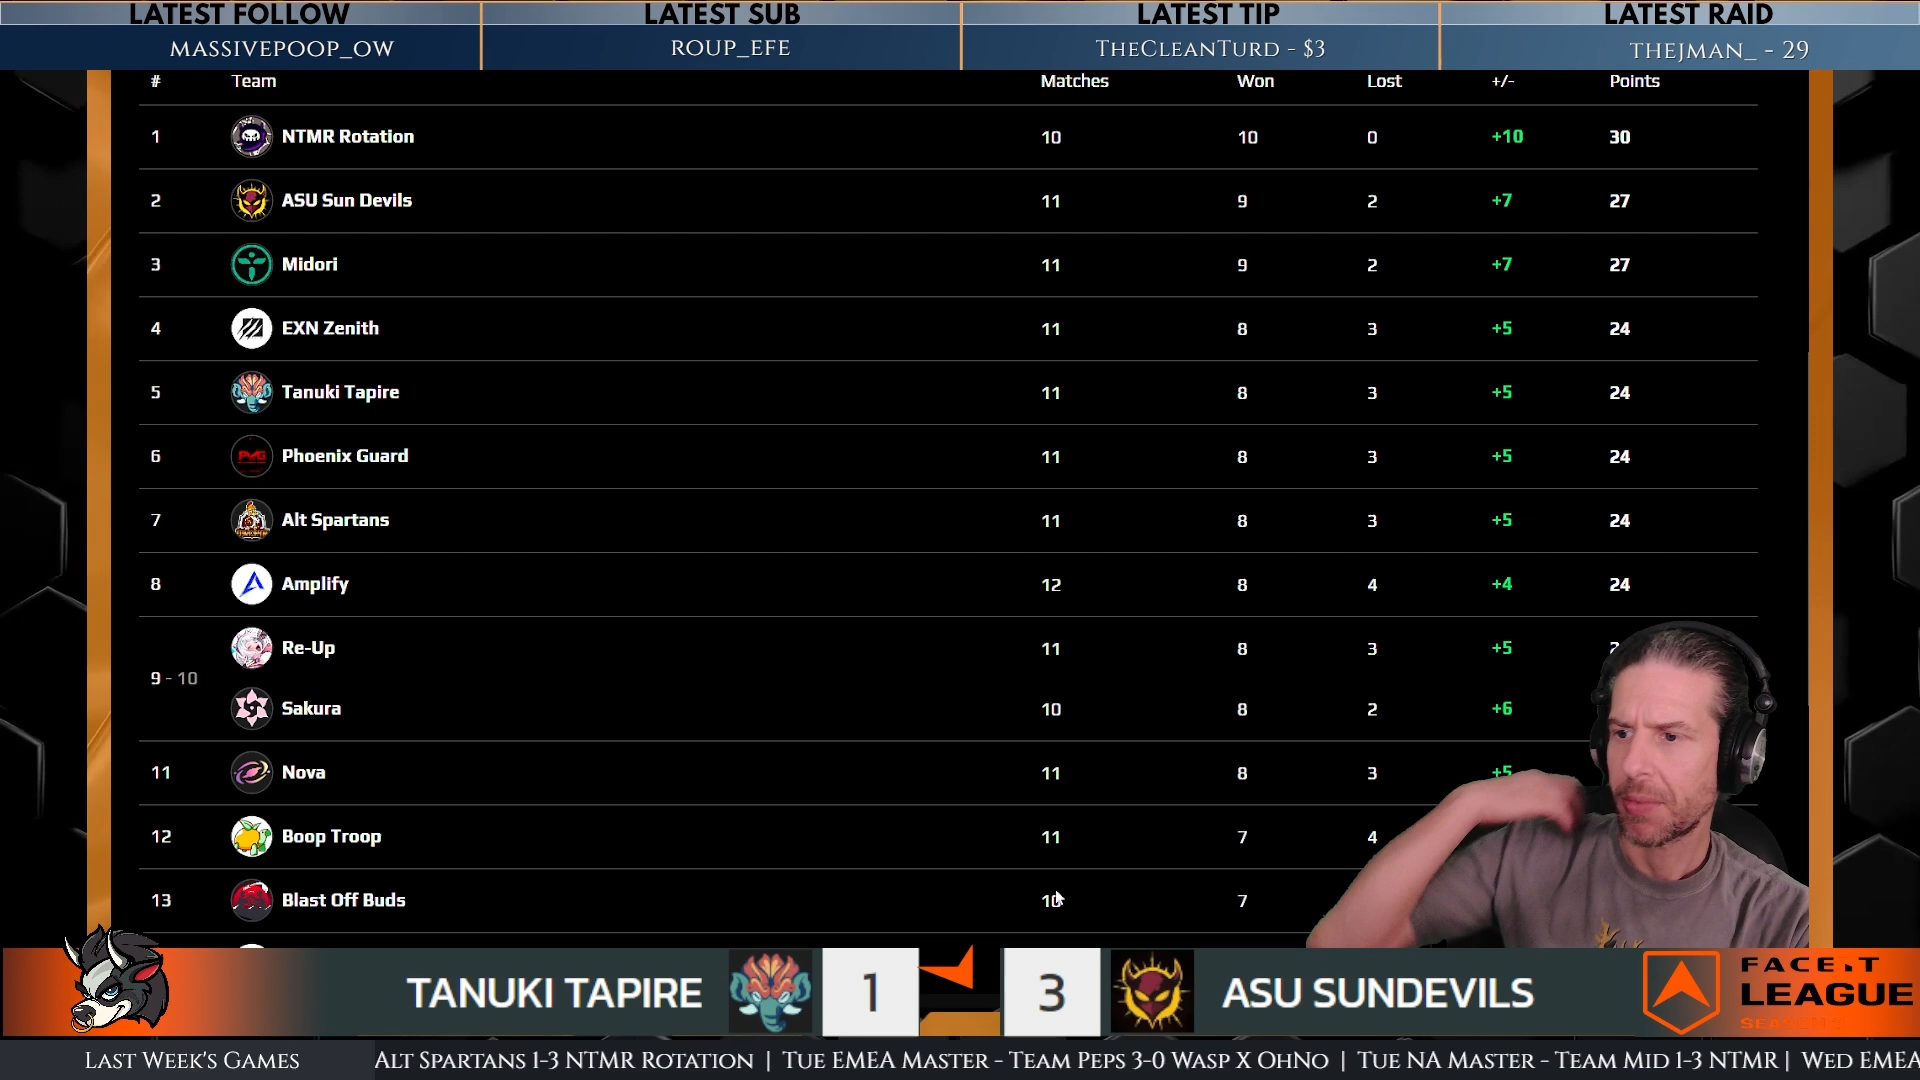 LATEST FOLLOW LATEST SUB LATEST TIP LATEST RAID
MASSIVEPOOP_OW ROUP_EFE THECLEANTURD - $3 THEJMAN_ - 29
# Team Matches Won Lost +/- Points
1 NTMR Rotation 10 10 0 +10 30
2 ASU Sun Devils 11 9 2 +7 27
3 Midori 11 9 2 +7 27
4 EXN Zenith 11 8 3 +5 24
5 Tanuki Tapire 11 8 3 +5 24
6 Phoenix Guard 11 8 3 +5 24
7 Alt Spartans 11 8 3 +5 24
8 Amplify 12 8 4 +4 24
Re-Up 11 8 3 +5
9 - 10
Sakura 10 8 2 +6
11 Nova 11 8 3 +5
12 Boop Troop 11 7 4
13 Blast Off Buds 10 7
TANUKI TAPIRE 1 3 ASU SUNDEVILS
FACEIT
LEAGUE
LAST WEEK'S GAMES ALT SPARTANS 1-3 NTMR ROTATION | TUE EMEA MASTER - TEAM PEPS 3-0 WASP X OHNO | TUE NA MASTER - TEAM MID 1-3 NTMR | WED EMEA